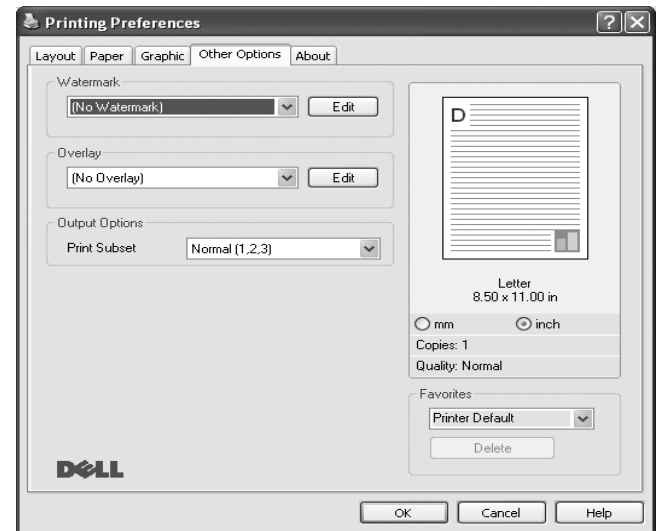 Printing Preferences
Layout Paper Graphic Other Options About
Watermark
(No Watermark) Edit
Overlay
(No Overlay) Edit
Output Options
Print Subset Normal (1,2,3)
D
Letter
8.50 x 11.00 in
mm inch
Copies: 1
Quality: Normal
Favorites
Printer Default
Delete
DELL
OK Cancel Help